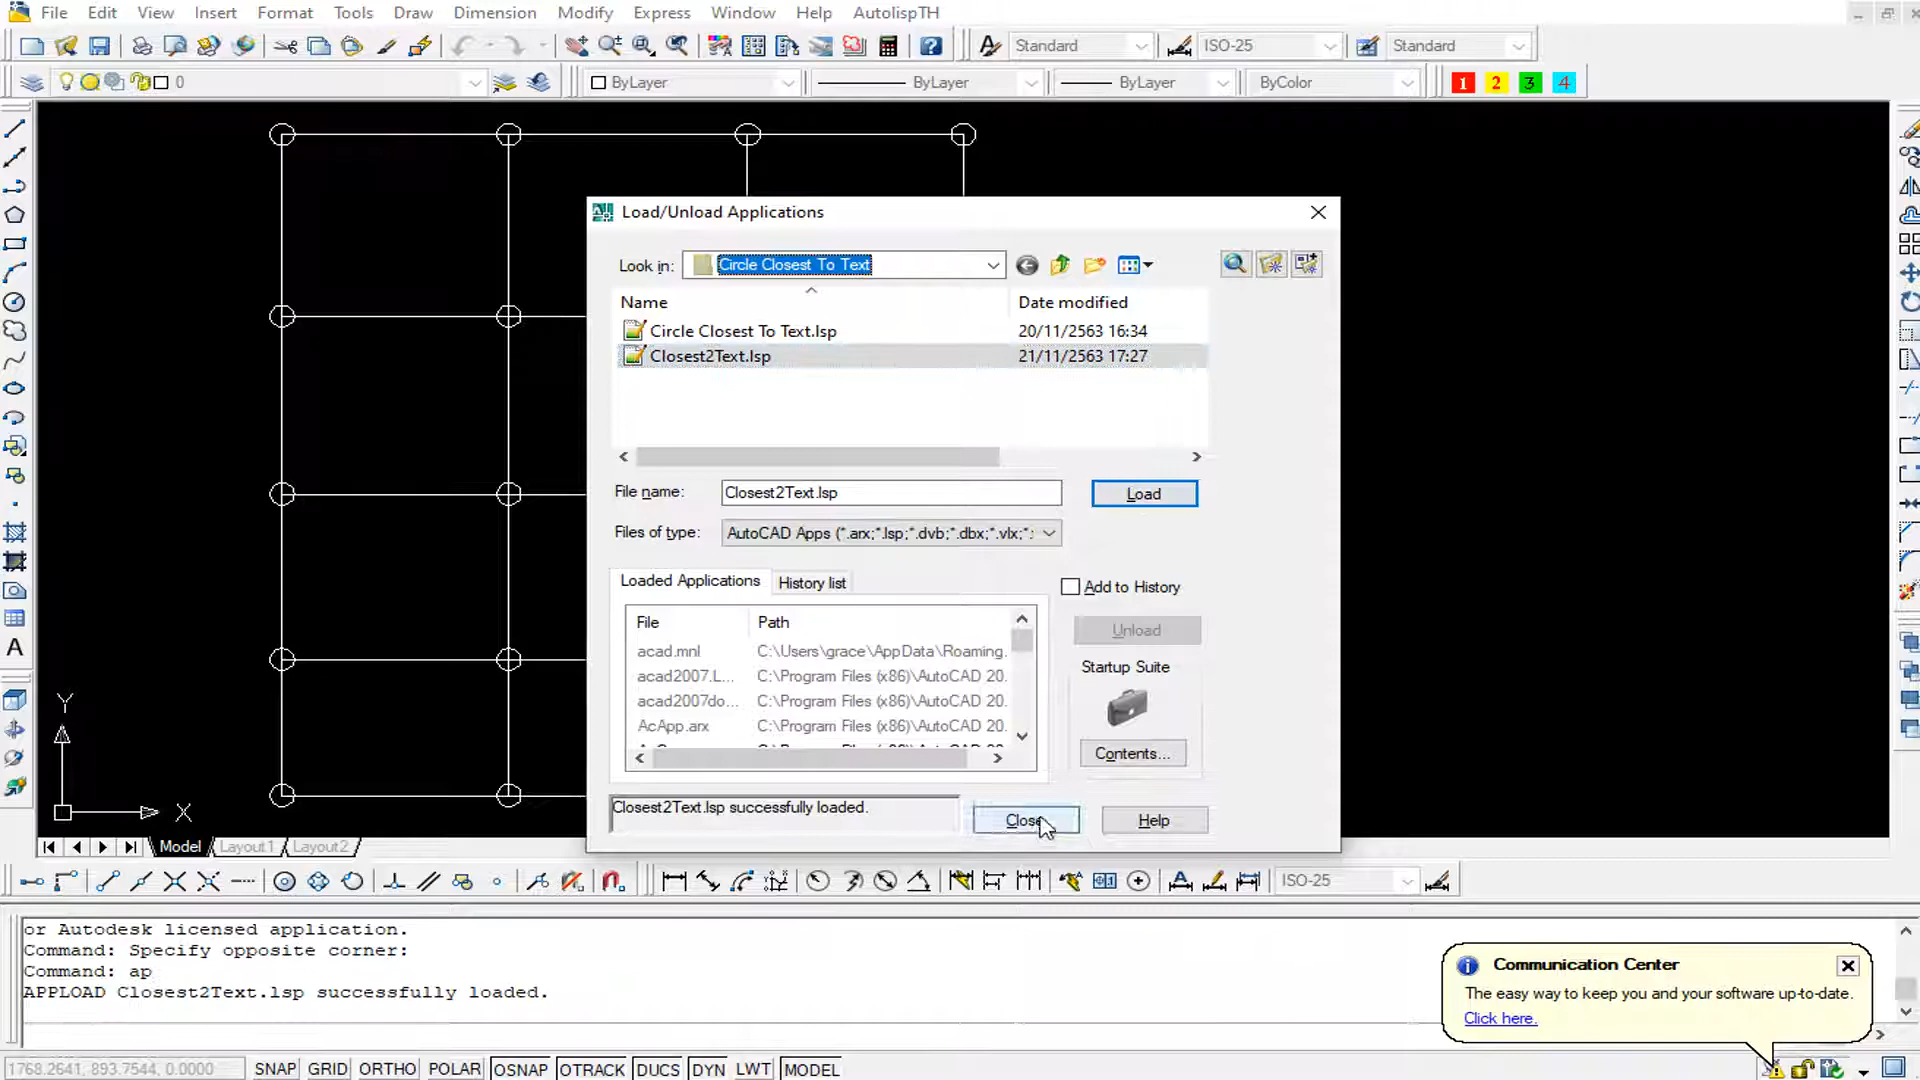 File Edit View Insert Format Tools Draw Dimension Modify Express Window Help AutolispTH
Standard ISO-25 Standard
0 ByLayer ByLayer ByLayer ByColor 1 2 3 4
Load/Unload Applications
Look in: Circle Closest To Text
Name Date modified
Circle Closest To Text.lsp 20/11/2563 16:34
Closest2Text.lsp 21/11/2563 17:27
File name: Closest2Text.lsp Load
Files of type: AutoCAD Apps (*.arx;*.lsp;*.dvb;*.dbx;*.vlx;*.:
Loaded Applications History list Add to History
File Path
acad.mnl C:\Users\grace\AppData\Roaming.
Unload
acad2007.L... C:\Program Files (x86)\AutoCAD 20.
Startup Suite
acad2007do... C:\Program Files (x86)\AutoCAD 20.
AcApp.arx C:\Program Files (x86)\AutoCAD 20.
Contents...
Closest2Text.lsp successfully loaded.
Close Help
Y
X
A
Model Layout1 Layout2
ISO-25
or Autodesk licensed application.
Command: Specify opposite corner:
Command: ap
APPLOAD Closest2Text.lsp successfully loaded.
Communication Center
The easy way to keep you and your software up-to-date.
Click here.
1768.2641, 893.7544, 0.0000 SNAP GRID ORTHO POLAR OSNAP OTRACK DUCS DYN LWT MODEL